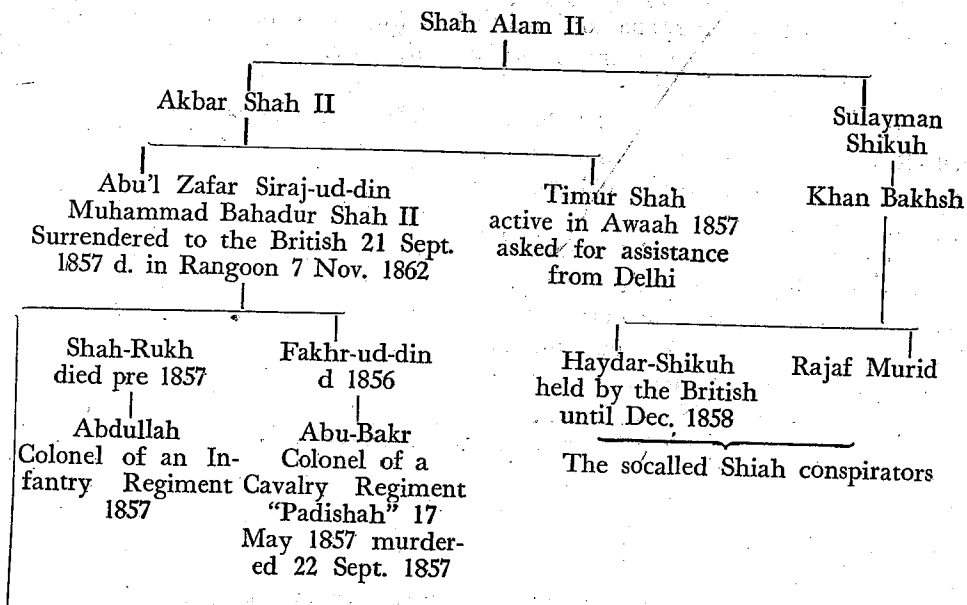 Shah Alam II
Akbar Shah II
Sulayman
Shikuh
Abu'l Zafar Siraj-ud-din
Muhammad Bahadur Shah II
Surrendered to the British 21 Sept.
1857 d. in Rangoon 7 Nov. 1862
Timur Shah
active in Awaah 1857
asked for assistance
from Delhi
Khan Bakhsh
Shah-Rukh
died pre 1857
Fakhr-ud-din
d 1856
Haydar-Shikuh
held by the British
until Dec. 1858
Rajaf Murid
Abdullah
Colonel of an In-
fantry Regiment
1857
Abu-Bakr
Colonel of a
Cavalry Regiment
"Padishah" 17
May 1857 murder-
ed 22 Sept. 1857
The socalled Shiah conspirators